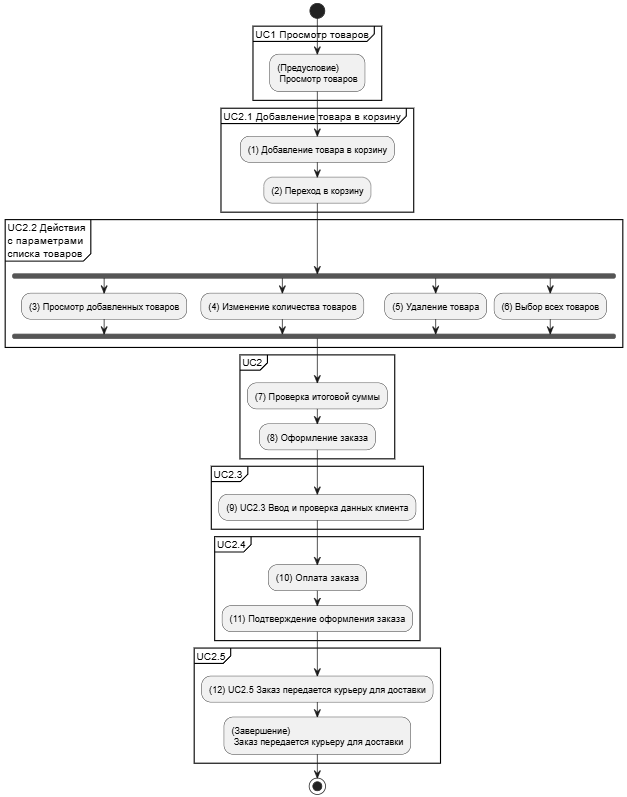 UC1 Просмотр товаров
(Предусловие)
Просмотр товаров
UC2.1 Добавление товара в корзину
(1) Добавление товара в корзину
(2) Переход в корзину
UC2.2 Действия
с параметрами
списка товаров
(3) Просмотр добавленных товаров
(4) Изменение количества товаров
(5) Удаление товара
(6) Выбор всех товаров
UC2
(7) Проверка итоговой суммы
(8) Оформление заказа
UC2.3
(9) UC2.3 Ввод и проверка данных клиента
UC2.4
(10) Оплата заказа
(11) Подтверждение оформления заказа
UC2.5
(12) UC2.5 Заказ передается курьеру для доставки
(Завершение)
Заказ передается курьеру для доставки